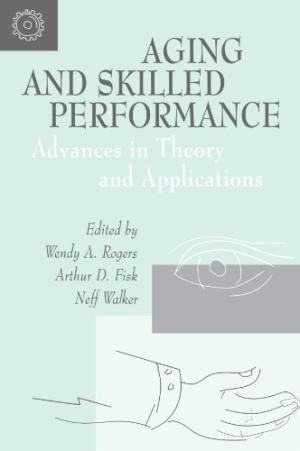 AGING
AND SKILLED
PERFORMANCE
Advances in Theory
and Applications
Edited by
Wendy A. Rogers
Arthur D. Fisk
Neff Walker